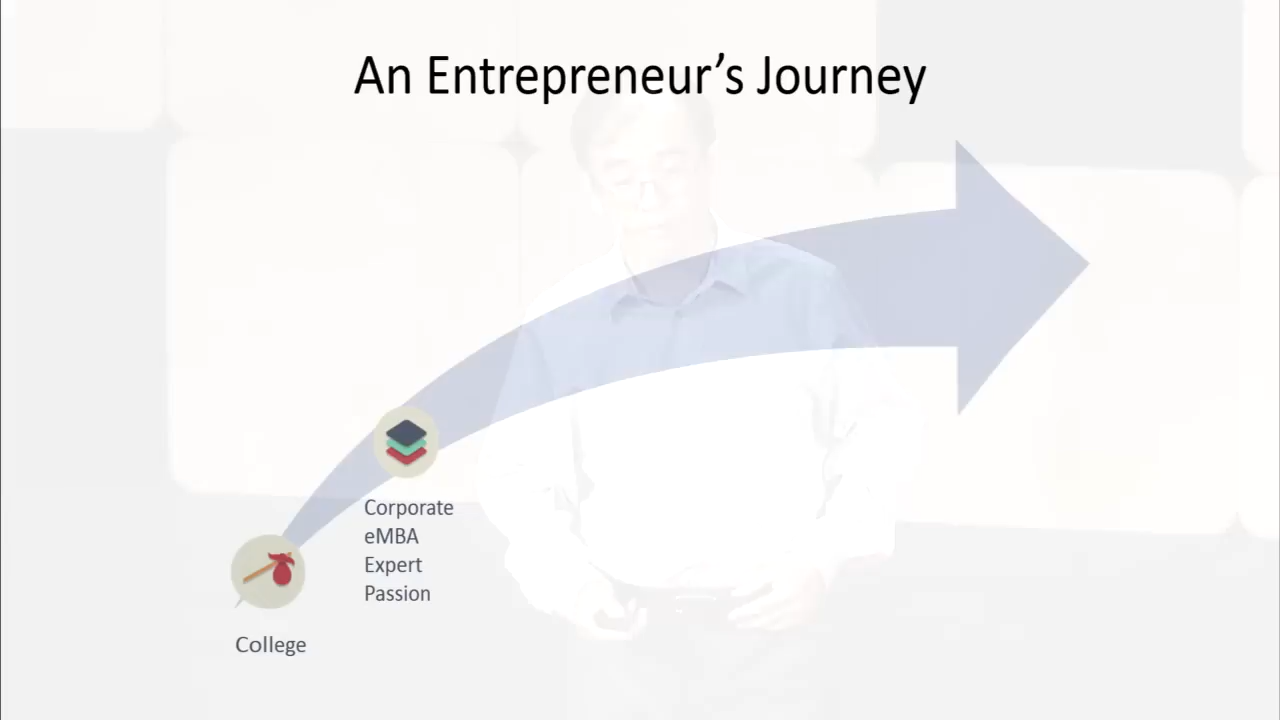 An Entrepreneur’s Journey
Corporate
eMBA
Expert
Passion
College